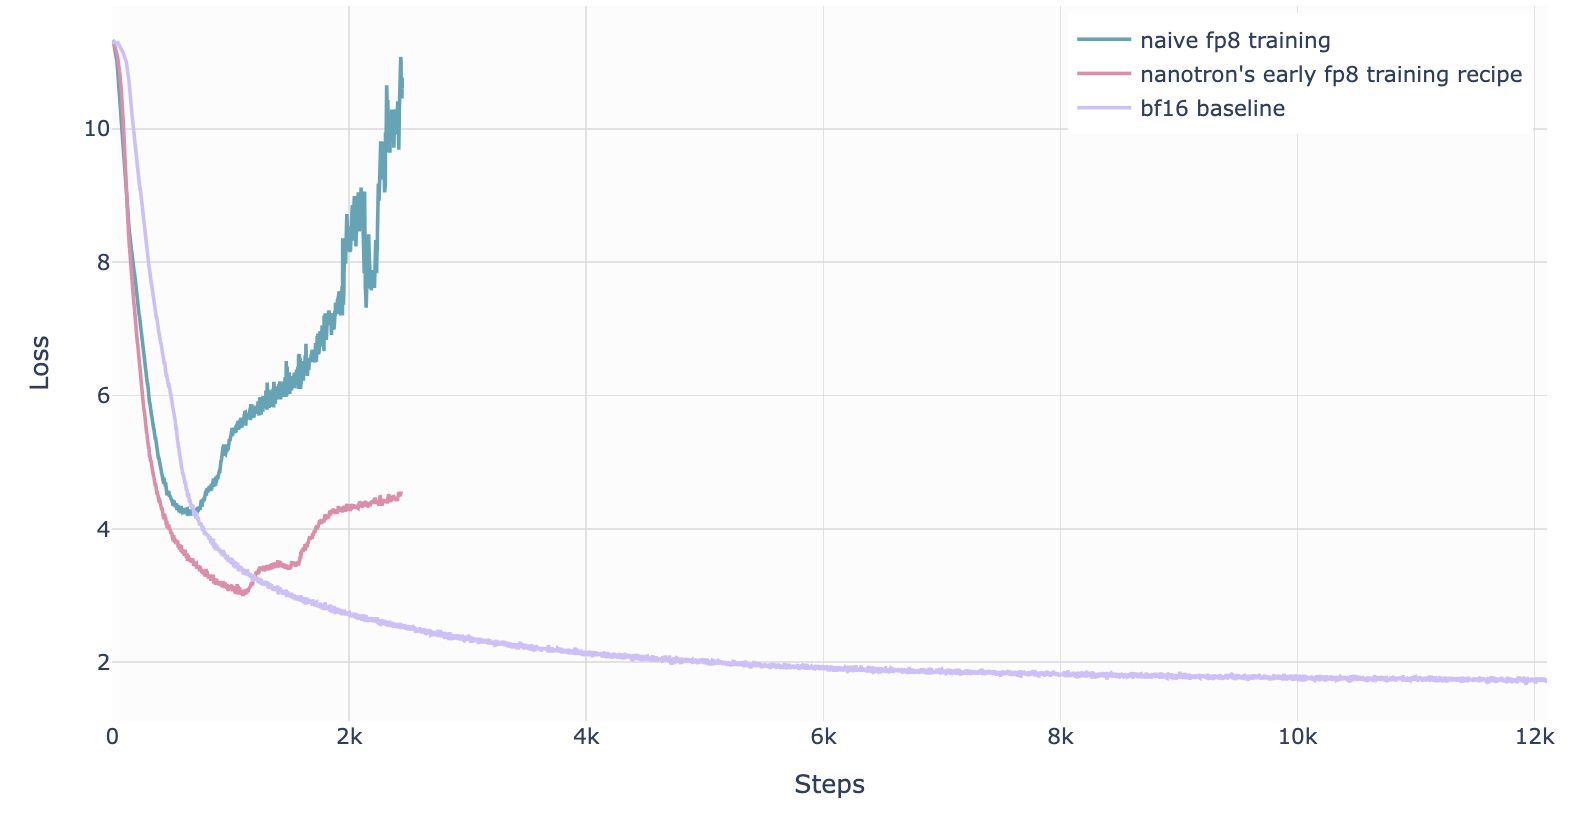 naive fp8 training
nanotron's early fp8 training recipe
bf16 baseline
10
8
6
4
2
Loss
0 2k 4k 6k 8k 10k 12k
Steps